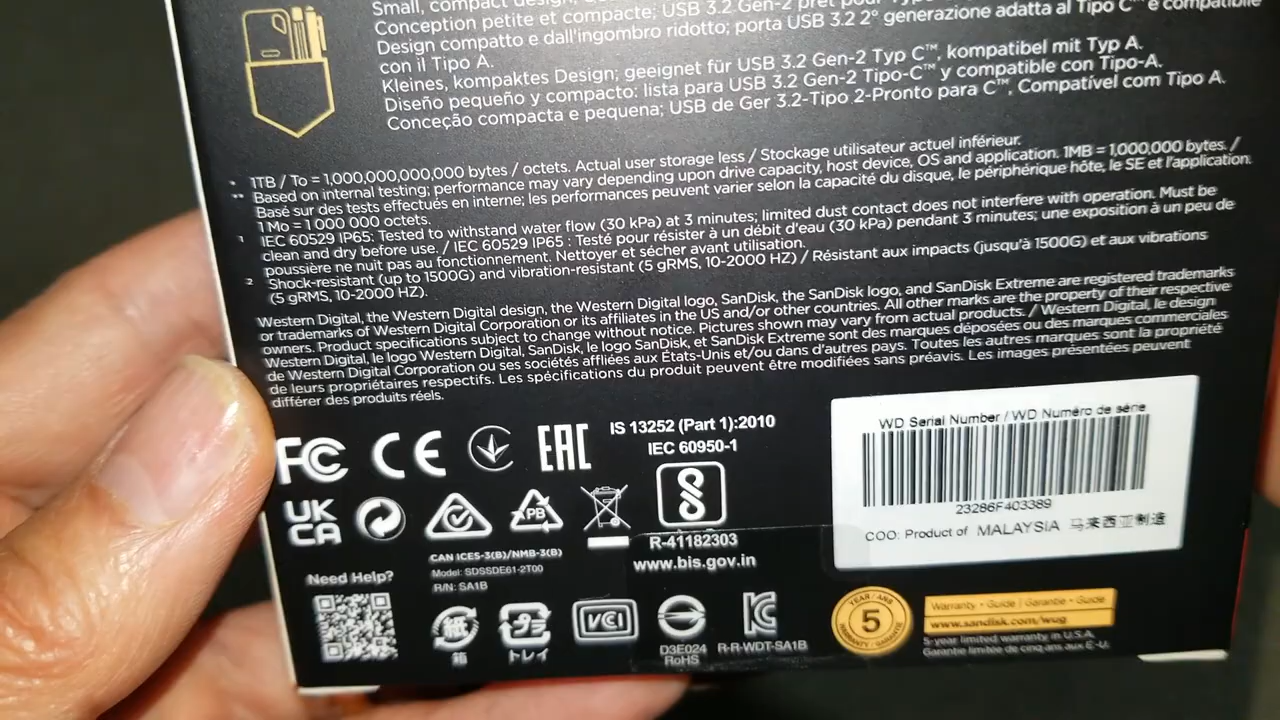 Small, compact design;
Conception petite et compacte; USB 3.2 Gen-2 prêt pour
Design compatto e dall'ingombro ridotto; porta USB 3.2 2° generazione adatta al Tipo C™ e compatibile
con il Tipo A.
Kleines, kompaktes Design; geeignet für USB 3.2 Gen-2 Typ C™, kompatibel mit Typ A.
Diseño pequeño y compacto: lista para USB 3.2 Gen-2 Tipo-C™ y compatible con Tipo-A.
Conceção compacta e pequena; USB de Ger 3.2-Tipo 2-Pronto para C™, Compatível com Tipo A.
* 1TB / To = 1,000,000,000,000 bytes / octets. Actual user storage less / Stockage utilisateur actuel inférieur.
** Based on internal testing; performance may vary depending upon drive capacity, host device, OS and application. 1MB = 1,000,000 bytes. /
Basé sur des tests effectués en interne; les performances peuvent varier selon la capacité du disque, le périphérique hôte, le SE et l'application.
1 Mo = 1 000 000 octets.
1 IEC 60529 IP65: Tested to withstand water flow (30 kPa) at 3 minutes; limited dust contact does not interfere with operation. Must be
clean and dry before use. / IEC 60529 IP65 : Testé pour résister à un débit d'eau (30 kPa) pendant 3 minutes; une exposition à un peu de
poussière ne nuit pas au fonctionnement. Nettoyer et sécher avant utilisation.
2 Shock-resistant (up to 1500G) and vibration-resistant (5 gRMS, 10-2000 HZ) / Résistant aux impacts (jusqu'à 1500G) et aux vibrations
(5 gRMS, 10-2000 HZ).
Western Digital, the Western Digital design, the Western Digital logo, SanDisk, the SanDisk logo, and SanDisk Extreme are registered trademarks
or trademarks of Western Digital Corporation or its affiliates in the US and/or other countries. All other marks are the property of their respective
owners. Product specifications subject to change without notice. Pictures shown may vary from actual products. / Western Digital, le design
Western Digital, le logo Western Digital, SanDisk, le logo SanDisk, et SanDisk Extreme sont des marques déposées ou des marques commerciales
de Western Digital Corporation ou ses sociétés affliées aux États-Unis et/ou dans d'autres pays. Toutes les autres marques sont la propriété
de leurs propriétaires respectifs. Les spécifications du produit peuvent être modifiées sans préavis. Les images présentées peuvent
différer des produits réels.
FC CE EAC
IS 13252 (Part 1):2010
IEC 60950-1
WD Serial Number / WD Numéro de série
23286F403389
COO: Product of MALAYSIA 马来西亚制造
UK
CA
PB
R-41182303
www.bis.gov.in
CAN ICES-3(B)/NMB-3(B)
Model: SDSSDE61-2T00
R/N: SA1B
Need Help?
紙
箱
トレイ
VCI
D3E024
RoHS
R-R-WDT-SA1B
YEAR / ANS
5
WARRANTY / GARANTIE
Warranty • Guide | Garantie • Guide
www.sandisk.com/wug
5-year limited warranty in U.S.A.
Garantie limitée de cinq ans aux É-U.